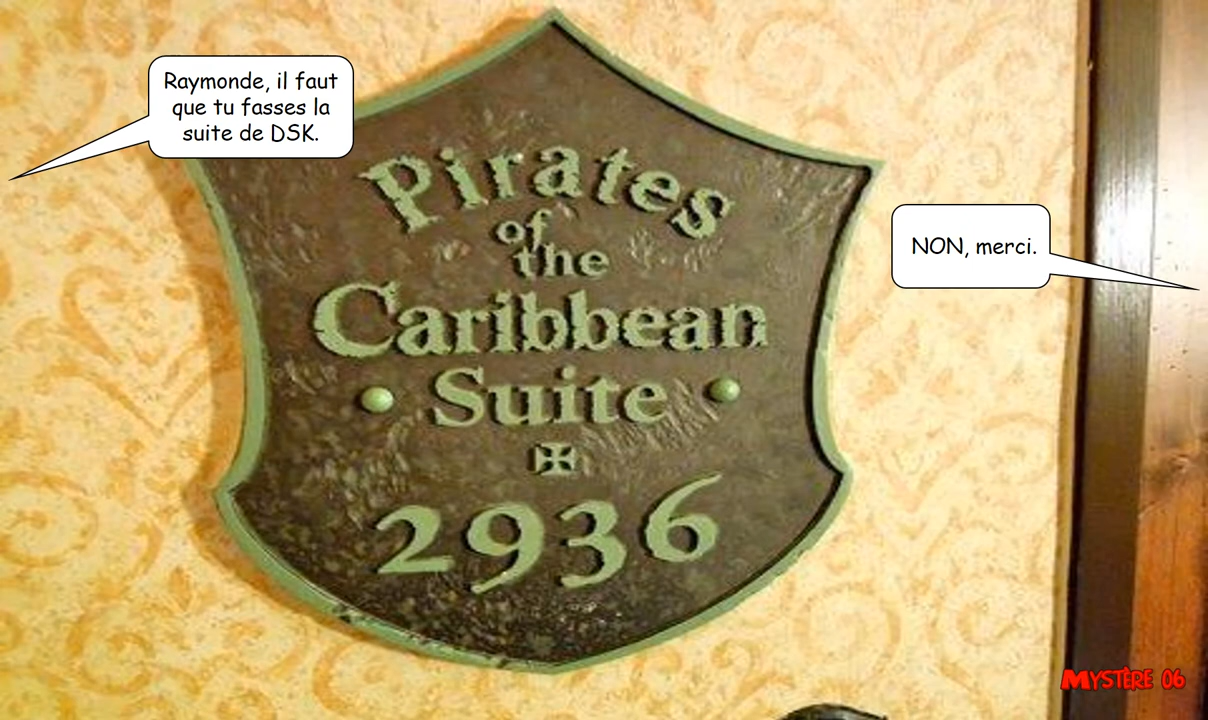 Raymonde, il faut
que tu fasses la
suite de DSK.
Pirates
of
the
Caribbean
Suite
2936
NON, merci.
MYSTÈRE 06